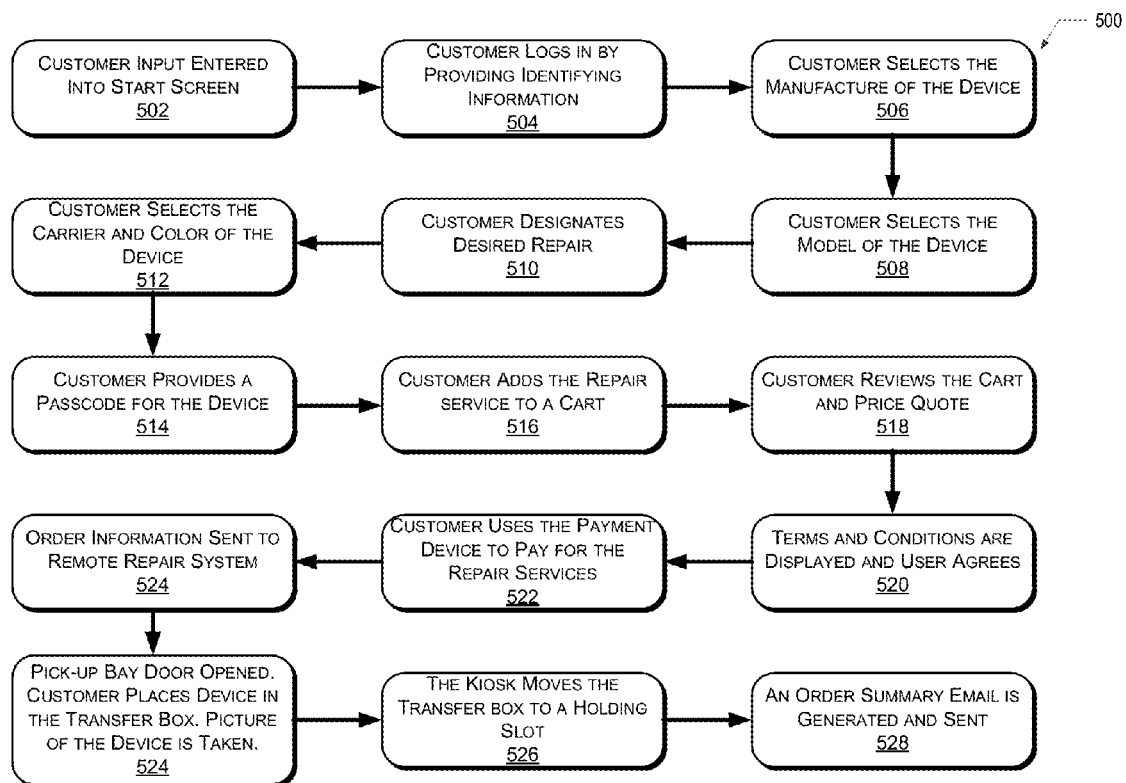 500
CUSTOMER INPUT ENTERED
INTO START SCREEN
502
CUSTOMER LOGS IN BY
PROVIDING IDENTIFYING
INFORMATION
504
CUSTOMER SELECTS THE
MANUFACTURE OF THE DEVICE
506
CUSTOMER SELECTS THE
MODEL OF THE DEVICE
508
CUSTOMER DESIGNATES
DESIRED REPAIR
510
CUSTOMER SELECTS THE
CARRIER AND COLOR OF THE
DEVICE
512
CUSTOMER PROVIDES A
PASSCODE FOR THE DEVICE
514
CUSTOMER ADDS THE REPAIR
SERVICE TO A CART
516
CUSTOMER REVIEWS THE CART
AND PRICE QUOTE
518
TERMS AND CONDITIONS ARE
DISPLAYED AND USER AGREES
520
CUSTOMER USES THE PAYMENT
DEVICE TO PAY FOR THE
REPAIR SERVICES
522
ORDER INFORMATION SENT TO
REMOTE REPAIR SYSTEM
524
PICK-UP BAY DOOR OPENED.
CUSTOMER PLACES DEVICE IN
THE TRANSFER BOX. PICTURE
OF THE DEVICE IS TAKEN.
524
THE KIOSK MOVES THE
TRANSFER BOX TO A HOLDING
SLOT
526
AN ORDER SUMMARY EMAIL IS
GENERATED AND SENT
528